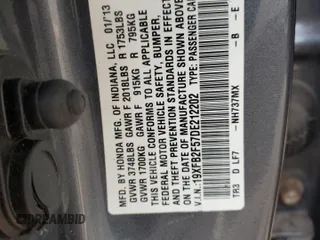 MFD. BY HONDA MFG. OF INDIANA, LLC 01/13
GVWR 3748LBS GAWR F 2018LBS R 1753LBS
GVWR 1700KG GAWR F 915KG R 795KG
THIS VEHICLE CONFORMS TO ALL APPLICABLE
FEDERAL MOTOR VEHICLE SAFETY, BUMPER,
AND THEFT PREVENTION STANDARDS IN EFFECT
ON THE DATE OF MANUFACTURE SHOWN ABOVE.
V.I.N.: 19XFB2F57DE212202 TYPE: PASSENGER CAR
NH737MX - B - E
TR3 D LF7